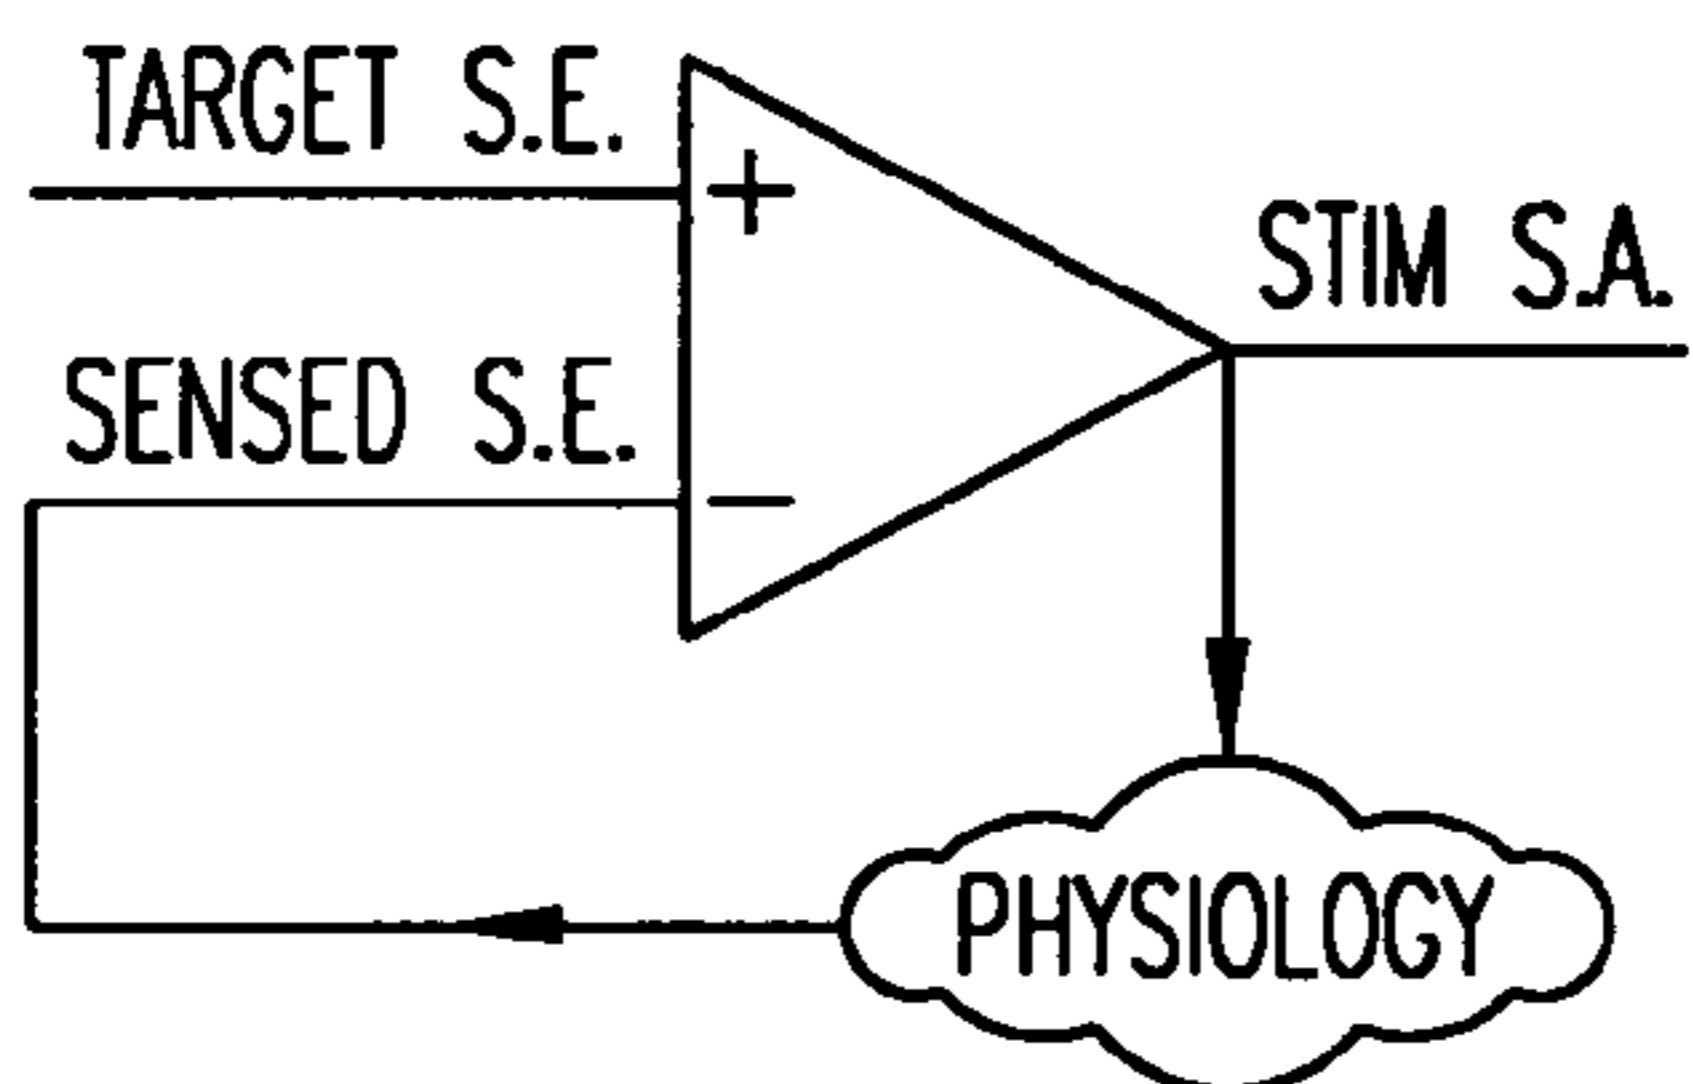 TARGET S.E.
+
STIM S.A.
SENSED S.E.
−
PHYSIOLOGY